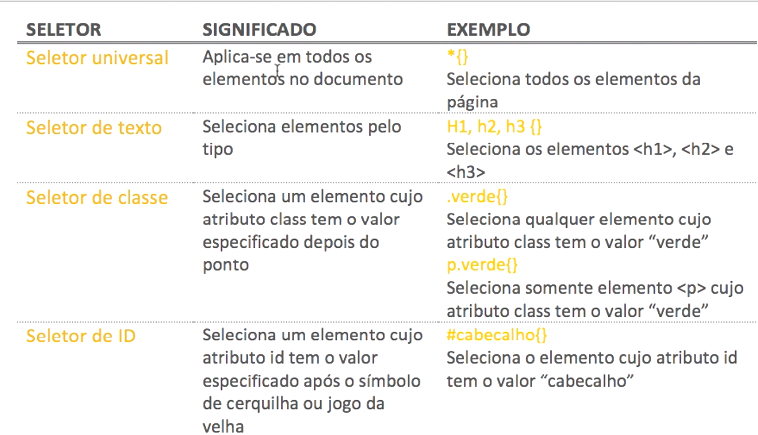 SELETOR SIGNIFICADO EXEMPLO
Seletor universal
Aplica-se em todos os
elementos no documento
*{}
Seleciona todos os elementos da
página
Seletor de texto
Seleciona elementos pelo
tipo
H1, h2, h3 {}
Seleciona os elementos <h1>, <h2> e
<h3>
Seletor de classe
Seleciona um elemento cujo
atributo class tem o valor
especificado depois do
ponto
.verde{}
Seleciona qualquer elemento cujo
atributo class tem o valor “verde”
p.verde{}
Seleciona somente elemento <p> cujo
atributo class tem o valor “verde”
Seletor de ID
Seleciona um elemento cujo
atributo id tem o valor
especificado após o símbolo
de cerquilha ou jogo da
velha
#cabecalho{}
Seleciona o elemento cujo atributo id
tem o valor “cabecalho”